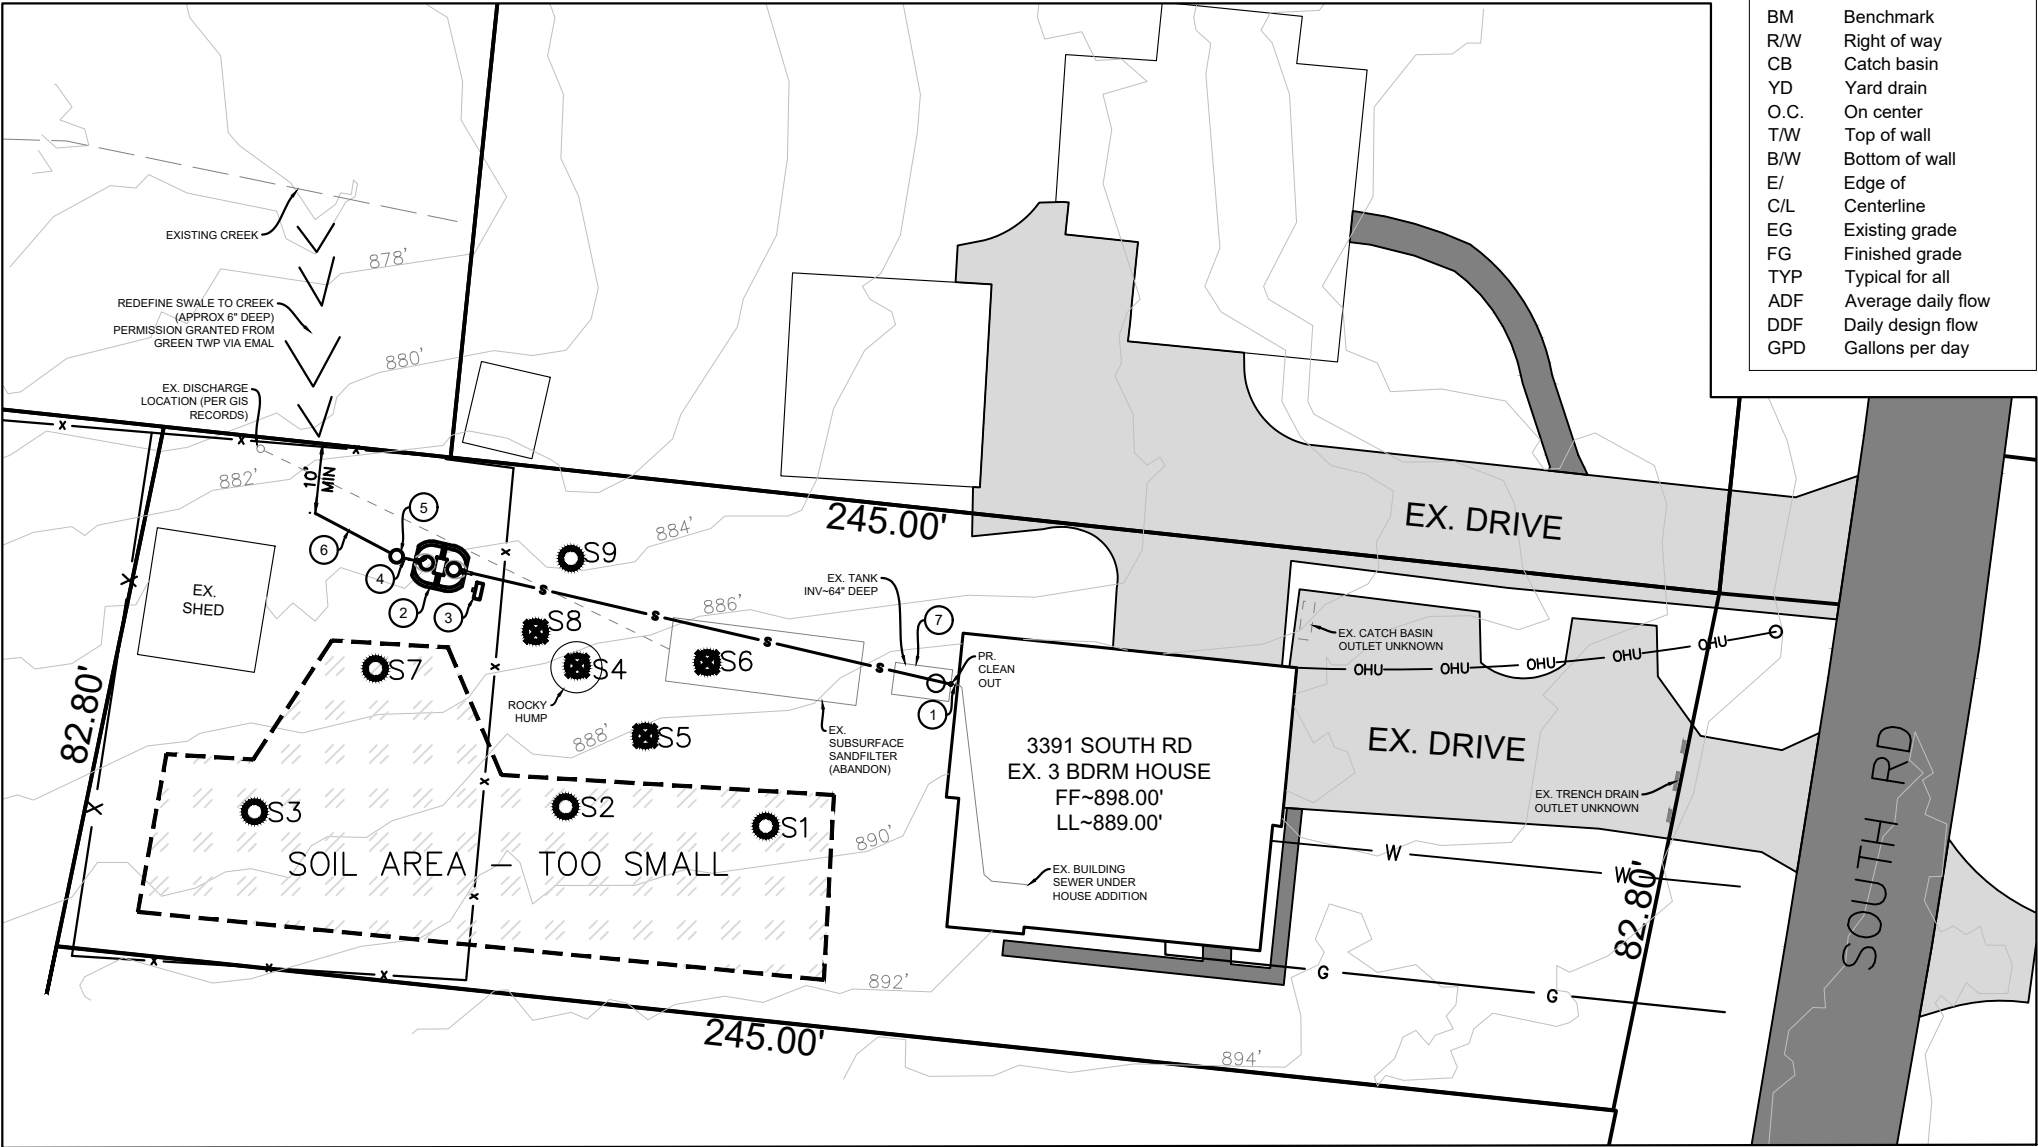 BM Benchmark
R/W Right of way
CB Catch basin
YD Yard drain
O.C. On center
T/W Top of wall
B/W Bottom of wall
E/ Edge of
C/L Centerline
EG Existing grade
FG Finished grade
TYP Typical for all
ADF Average daily flow
DDF Daily design flow
GPD Gallons per day
EXISTING CREEK
878'
REDEFINE SWALE TO CREEK
(APPROX 6" DEEP)
PERMISSION GRANTED FROM
GREEN TWP VIA EMAL
880'
EX. DISCHARGE
LOCATION (PER GIS
RECORDS)
X
X
X
882'
10'
MIN
5
6
4
2
3
X
S9
884'
245.00'
EX. DRIVE
EX.
SHED
X
S
S
S
S
S8
886'
EX. TANK
INV~64" DEEP
7
EX. CATCH BASIN
OUTLET UNKNOWN
OHU
OHU
OHU
OHU
OHU
S7
X
S4
S6
PR.
CLEAN
OUT
1
ROCKY
HUMP
82.80'
888'
S5
EX.
SUBSURFACE
SANDFILTER
(ABANDON)
3391 SOUTH RD
EX. 3 BDRM HOUSE
FF~898.00'
LL~889.00'
EX. DRIVE
EX. TRENCH DRAIN
OUTLET UNKNOWN
SOUTH RD
X
X
S3
S2
S1
890'
SOIL AREA - TOO SMALL
X
EX. BUILDING
SEWER UNDER
HOUSE ADDITION
W
W
82.80'
X
X
X
892'
G
G
245.00'
894'